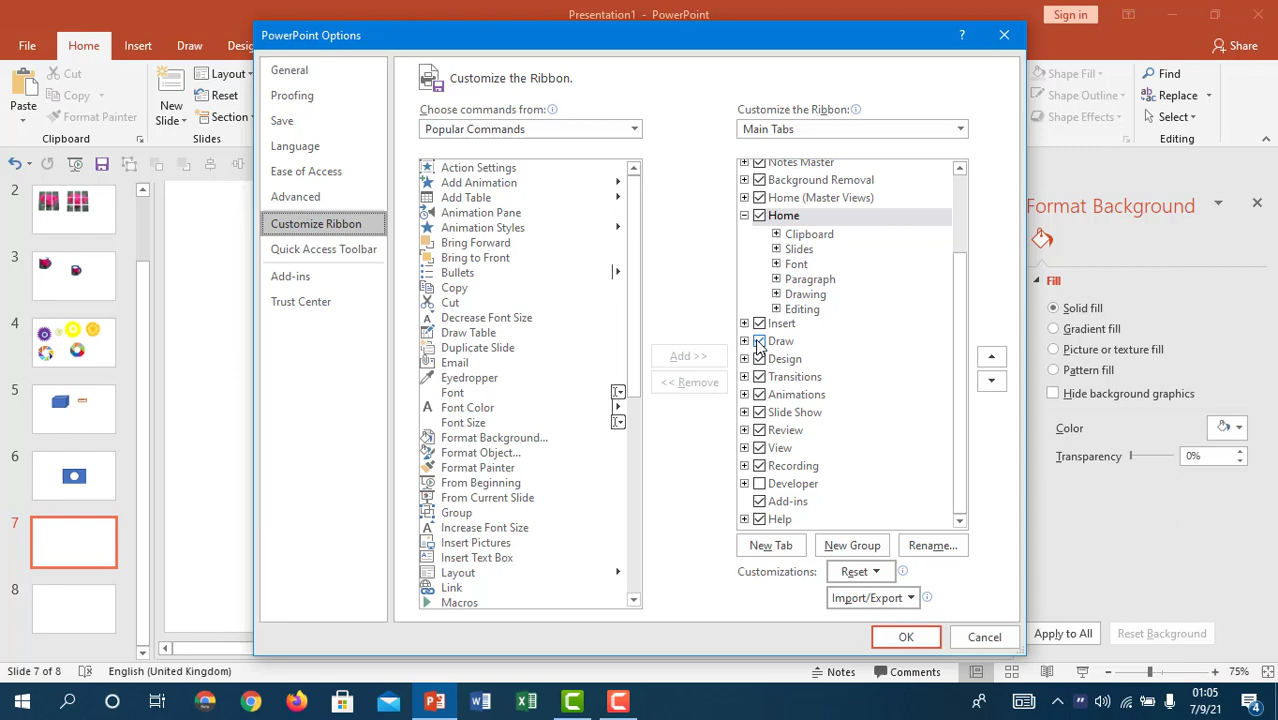 Presentation1 - PowerPoint
Sign in
File
Home
Insert
Draw
Share
Paste
Cut
Copy
Format Painter
Clipboard
New
Slide
Layout
Reset
Section
Slides
Shape Fill
Shape Outline
Shape Effects
Find
Replace
Select
Editing
PowerPoint Options
?
General
Proofing
Save
Language
Ease of Access
Advanced
Customize Ribbon
Quick Access Toolbar
Add-ins
Trust Center
Customize the Ribbon.
Choose commands from:
Popular Commands
Action Settings
Add Animation
Add Table
Animation Pane
Animation Styles
Bring Forward
Bring to Front
Bullets
Copy
Cut
Decrease Font Size
Draw Table
Duplicate Slide
Email
Eyedropper
Font
Font Color
Font Size
Format Background...
Format Object...
Format Painter
From Beginning
From Current Slide
Group
Increase Font Size
Insert Pictures
Insert Text Box
Layout
Link
Macros
Add >>
<< Remove
Customize the Ribbon:
Main Tabs
Notes Master
Background Removal
Home (Master Views)
Home
Clipboard
Slides
Font
Paragraph
Drawing
Editing
Insert
Draw
Design
Transitions
Animations
Slide Show
Review
View
Recording
Developer
Add-ins
Help
New Tab
New Group
Rename...
Customizations:
Reset
Import/Export
OK
Cancel
2
3
4
5
6
7
8
Format Background
Fill
Solid fill
Gradient fill
Picture or texture fill
Pattern fill
Hide background graphics
Color
Transparency
0%
Apply to All
Reset Background
Slide 7 of 8
English (United Kingdom)
Notes
Comments
75%
01:05
7/9/21
4